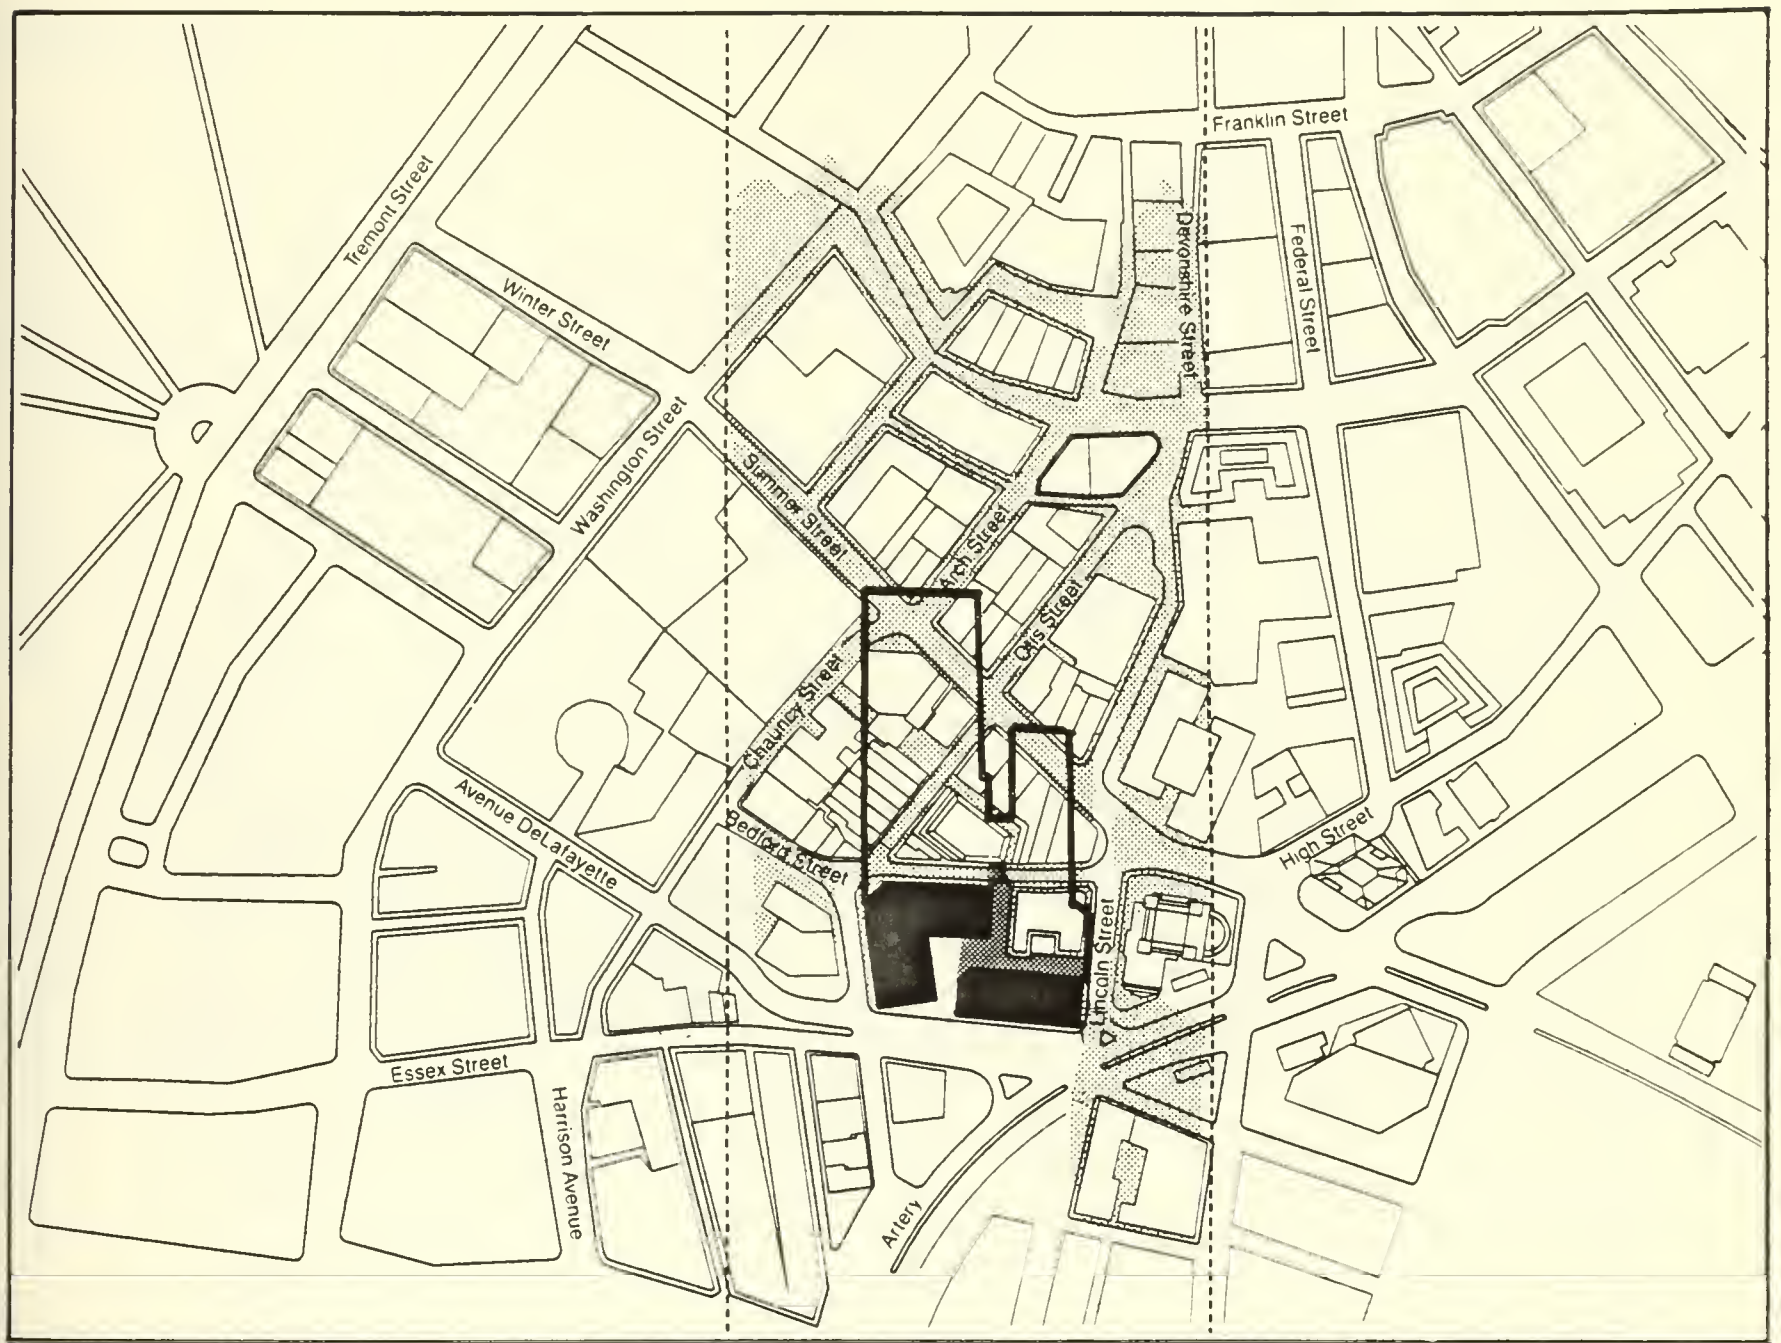 Franklin Street
Tremont Street
Devonshire Street
Federal Street
Winter Street
Washington Street
Summer Street
Arch Street
Otis Street
Chauncy Street
Avenue DeLafayette
Bedford Street
High Street
Lincoln Street
Essex Street
Harrison Avenue
Artery